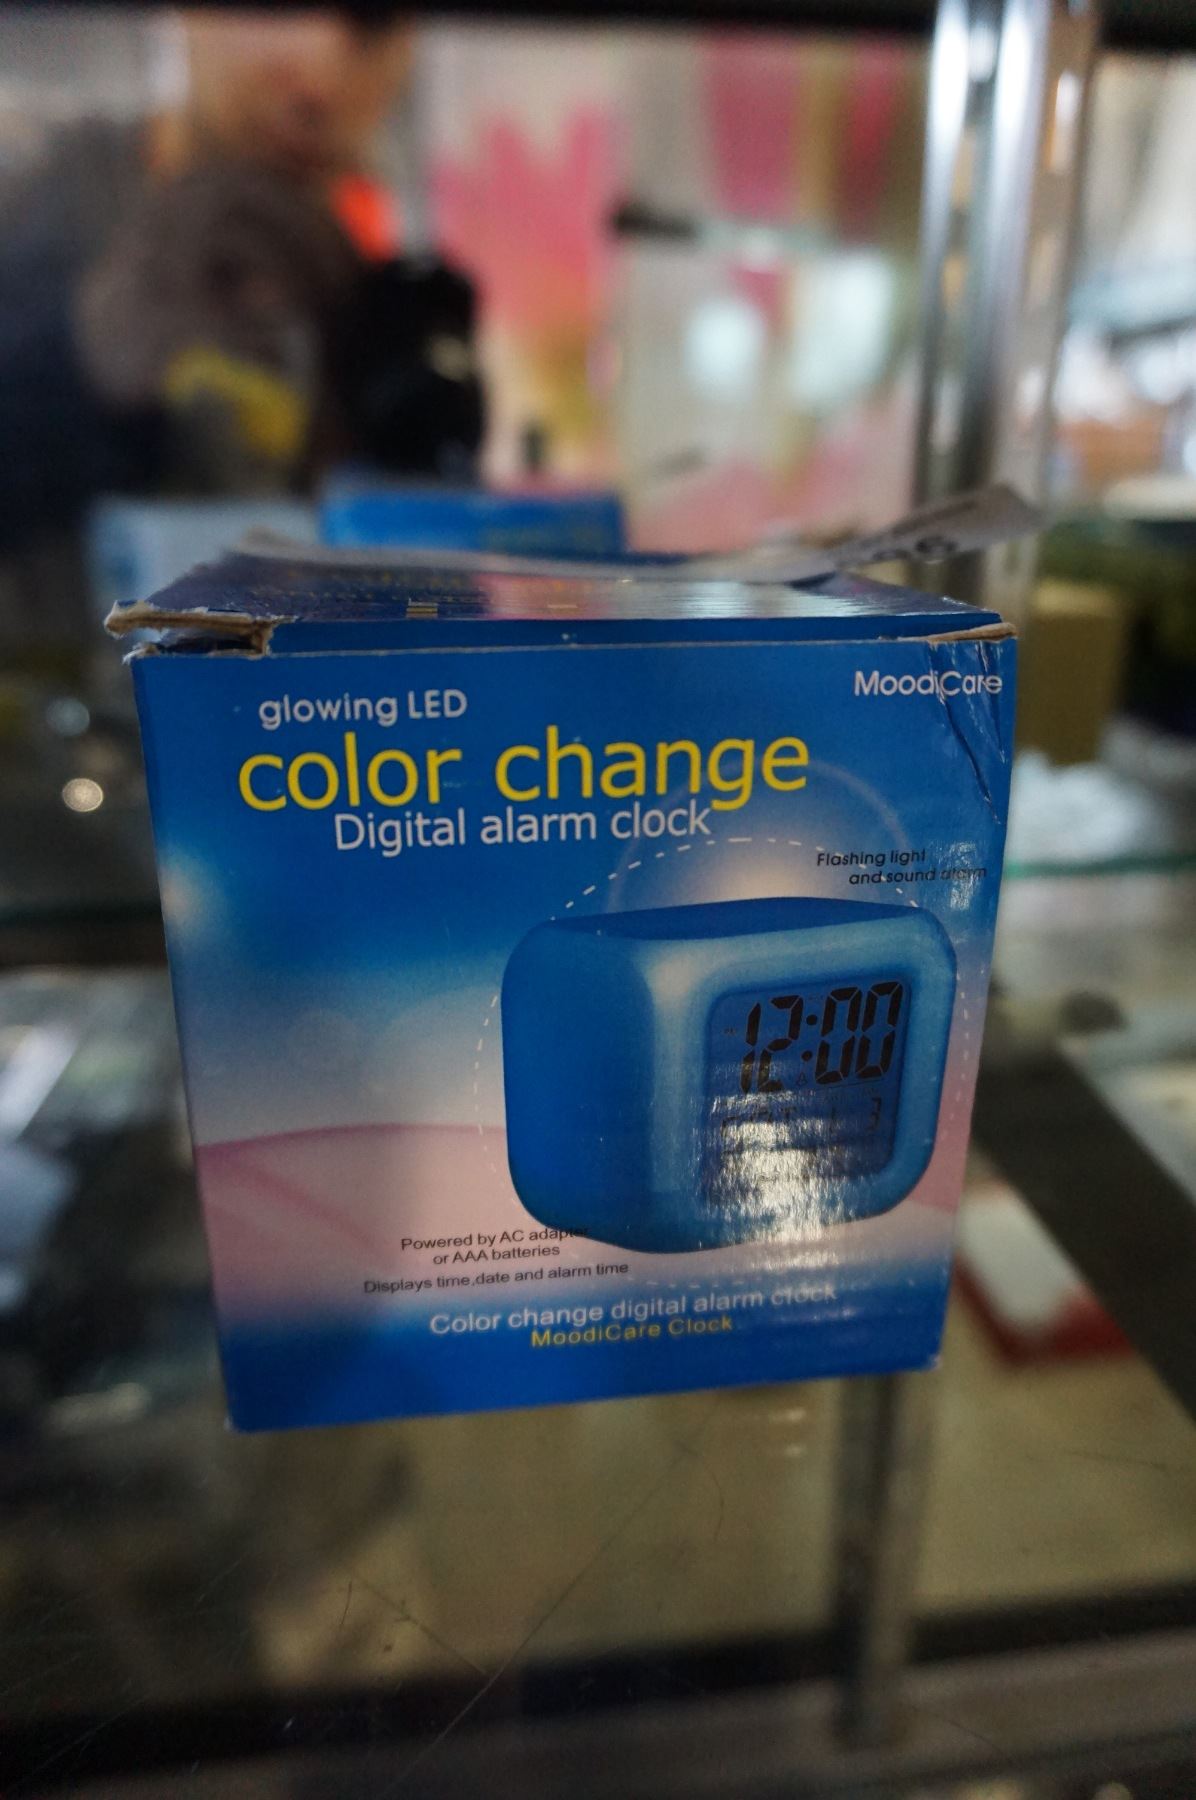 96
MoodiCare
glowing LED
color change
Digital alarm clock
Flashing light
and sound alarm
12:00
Powered by AC adapter
or AAA batteries
Displays time,date and alarm time
Color change digital alarm clock
MoodiCare Clock